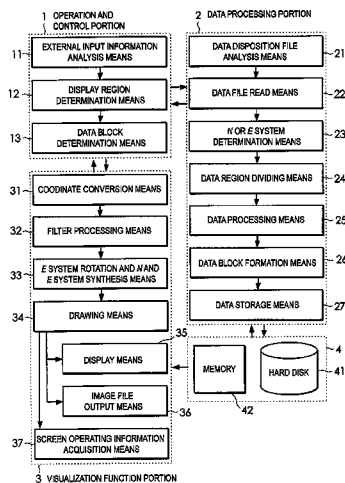 1 OPERATION AND
CONTROL PORTION
11
EXTERNAL INPUT INFORMATION
ANALYSIS MEANS
12
DISPLAY REGION
DETERMINATION MEANS
13
DATA BLOCK
DETERMINATION MEANS
2 DATA PROCESSING PORTION
DATA DISPOSITION FILE
ANALYSIS MEANS
21
DATA FILE READ MEANS
22
N OR E SYSTEM
DETERMINATION MEANS
23
DATA REGION DIVIDING MEANS
24
DATA PROCESSING MEANS
25
DATA BLOCK FORMATION MEANS
26
DATA STORAGE MEANS
27
31
COODINATE CONVERSION MEANS
32
FILTER PROCESSING MEANS
33
E SYSTEM ROTATION AND N AND
E SYSTEM SYNTHESIS MEANS
34
DRAWING MEANS
35
DISPLAY MEANS
IMAGE FILE
OUTPUT MEANS
36
37
SCREEN OPERATING INFORMATION
ACQUISITION MEANS
3 VISUALIZATION FUNCTION PORTION
MEMORY
42
HARD DISK
41
4